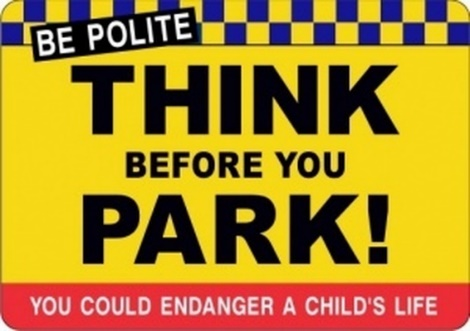 BE POLITE
THINK
BEFORE YOU
PARK!
YOU COULD ENDANGER A CHILD'S LIFE